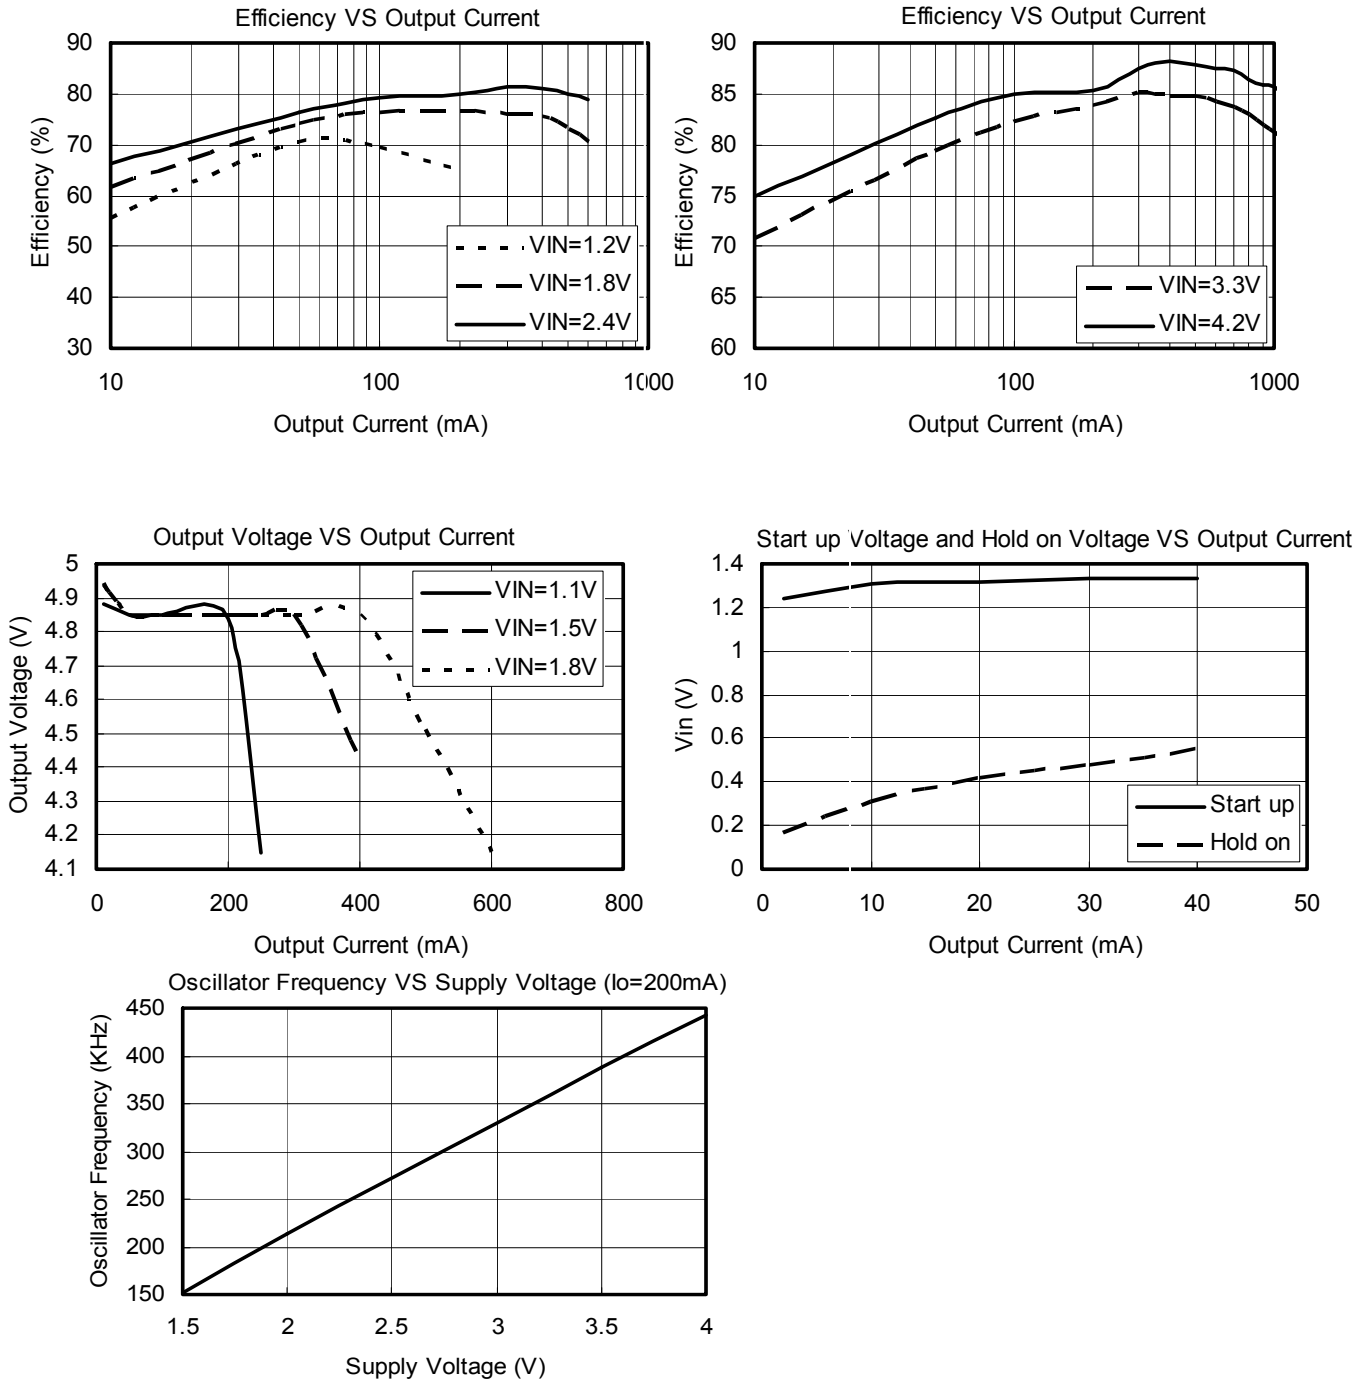 Efficiency VS Output Current
90
80
70
60
50
40
30
Efficiency (%)
VIN=1.2V
VIN=1.8V
VIN=2.4V
10
100
1000
Output Current (mA)
Efficiency VS Output Current
90
85
80
75
70
65
60
Efficiency (%)
VIN=3.3V
VIN=4.2V
10
100
1000
Output Current (mA)
Output Voltage VS Output Current
5
4.9
4.8
4.7
4.6
4.5
4.4
4.3
4.2
4.1
Output Voltage (V)
VIN=1.1V
VIN=1.5V
VIN=1.8V
0
200
400
600
800
Output Current (mA)
Start up Voltage and Hold on Voltage VS Output Current
1.4
1.2
1
0.8
0.6
0.4
0.2
0
Vin (V)
Start up
Hold on
0
10
20
30
40
50
Output Current (mA)
Oscillator Frequency VS Supply Voltage (Io=200mA)
450
400
350
300
250
200
150
Oscillator Frequency (KHz)
1.5
2
2.5
3
3.5
4
Supply Voltage (V)